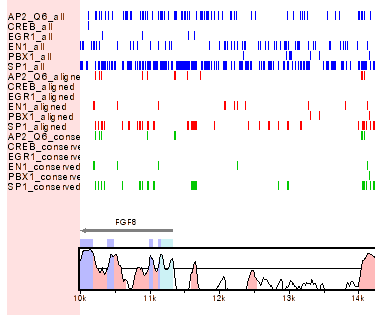 AP2_Q6_all
CREB_all
EGR1_all
EN1_all
PBX1_all
SP1_all
AP2_Q6_aligne
CREB_aligned
EGR1_aligned
EN1_aligned
PBX1_aligned
SP1_aligned
AP2_Q6_conse
CREB_conserve
EGR1_conserve
EN1_conserved
PBX1_conserve
SP1_conserved
FGF8
10k 11k 12k 13k 14k